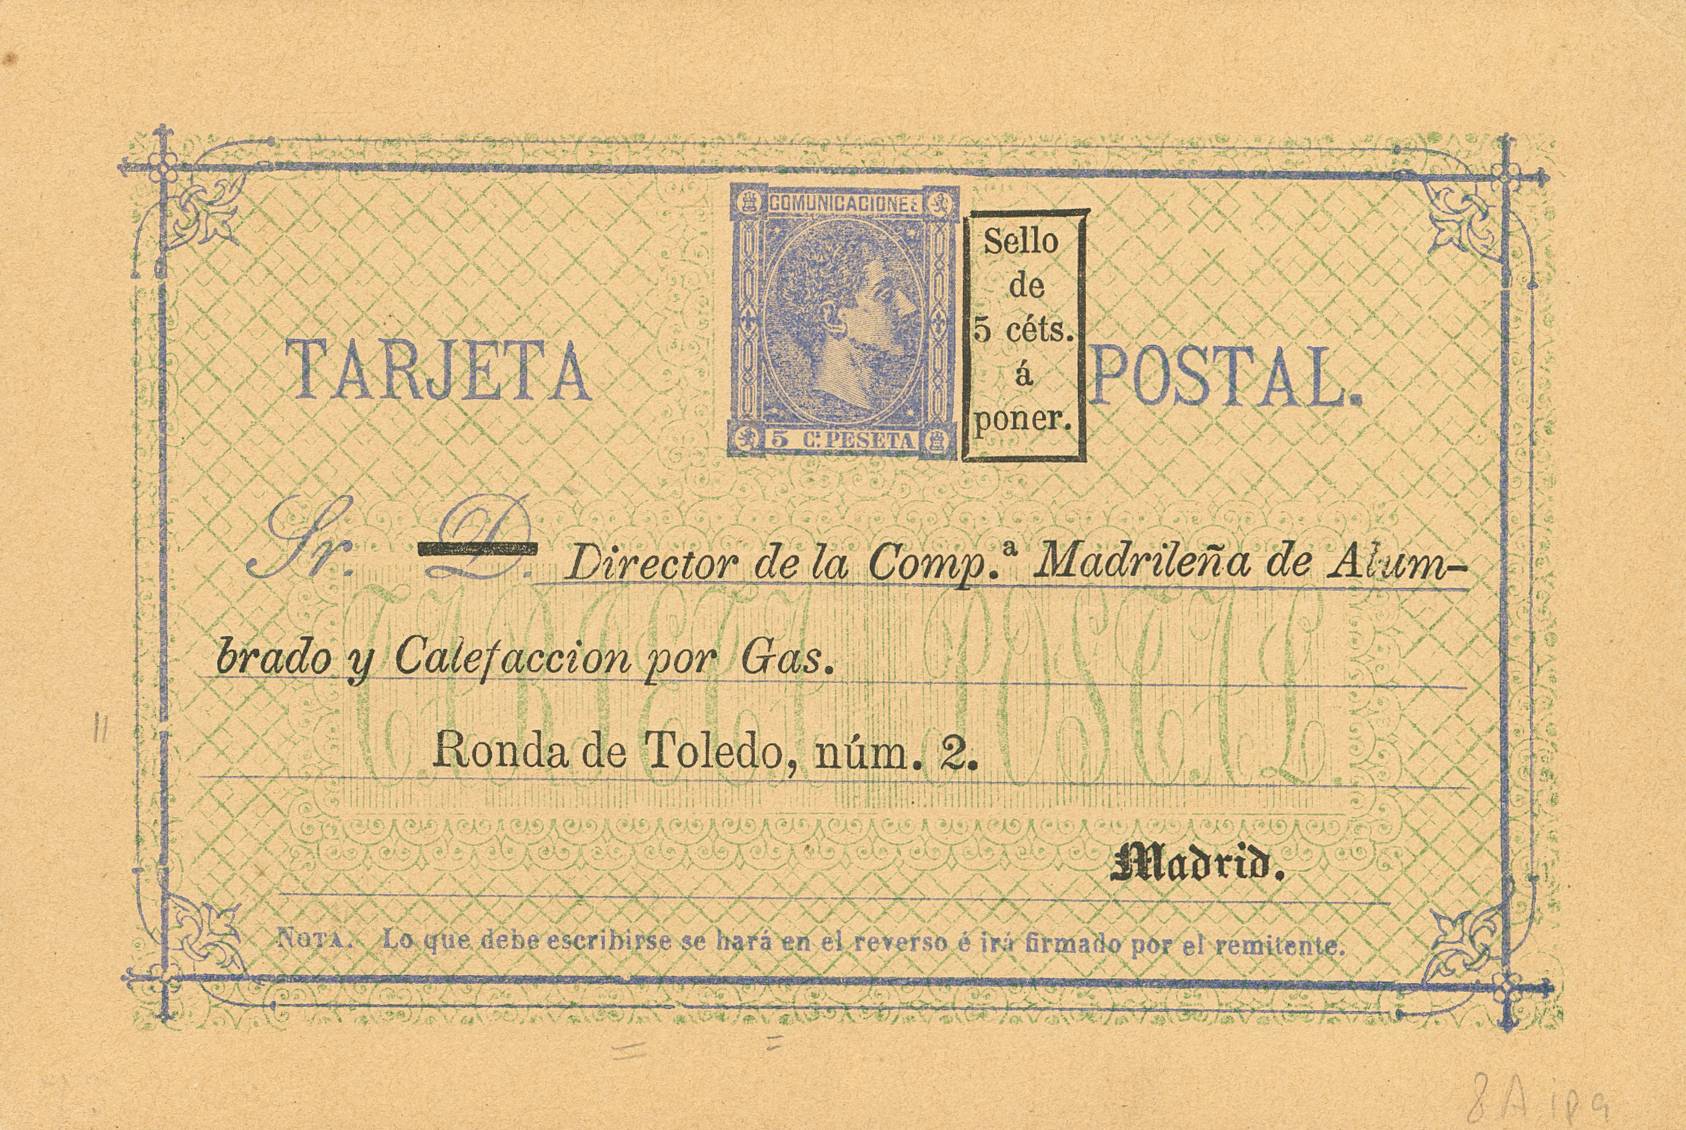 COMUNICACIONES
5 C.ˢ PESETA
Sello
de
5 céts.
á
poner.
TARJETA POSTAL.
Sr. D. Director de la Comp.ª Madrileña de Alum-
brado y Calefaccion por Gas.
TARJETA POSTAL
Ronda de Toledo, núm. 2.
Madrid.
NOTA. Lo que debe escribirse se hará en el reverso é irá firmado por el remitente.